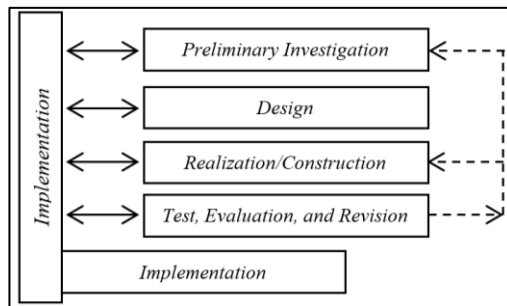 Implementation
Preliminary Investigation
Design
Realization/Construction
Test, Evaluation, and Revision
Implementation